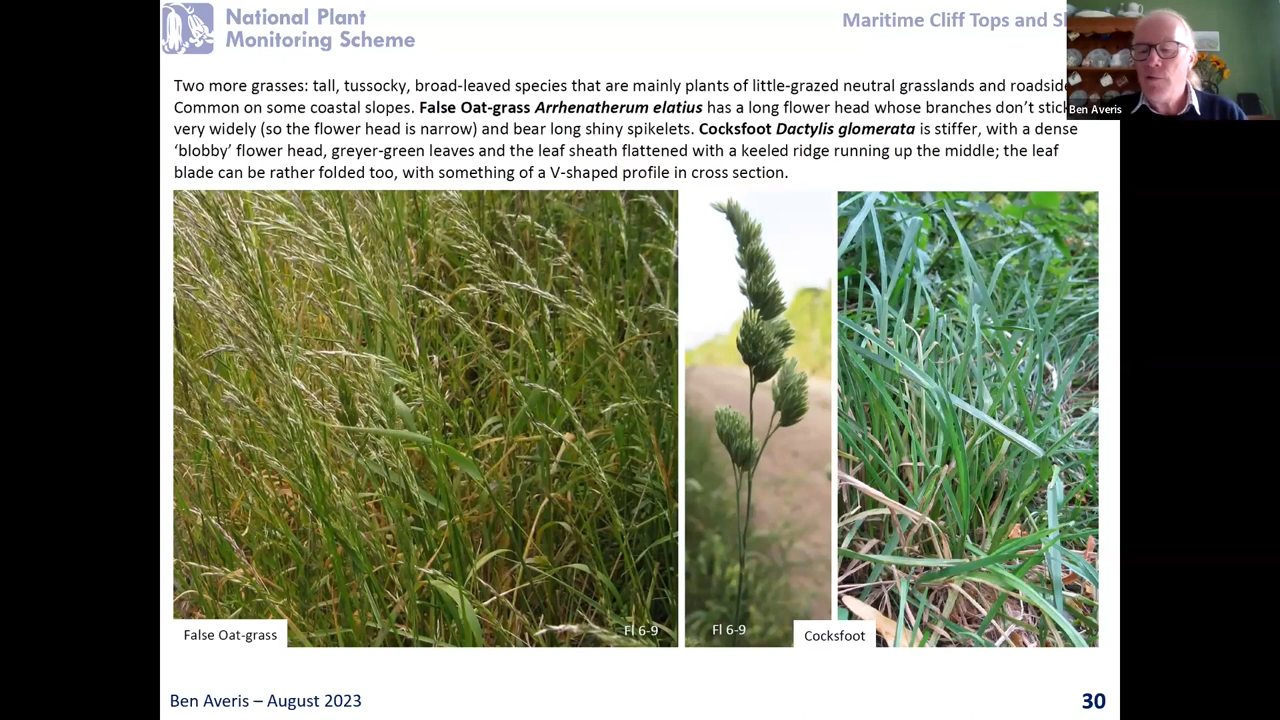 National Plant
Monitoring Scheme
Maritime Cliff Tops and
Ben Averis
Two more grasses: tall, tussocky, broad-leaved species that are mainly plants of little-grazed neutral grasslands and
Common on some coastal slopes. False Oat-grass Arrhenatherum elatius has a long flower head whose branches don't
very widely (so the flower head is narrow) and bear long shiny spikelets. Cocksfoot Dactylis glomerata is stiffer, with a dense
‘blobby’ flower head, greyer-green leaves and the leaf sheath flattened with a keeled ridge running up the middle; the leaf
blade can be rather folded too, with something of a V-shaped profile in cross section.
False Oat-grass
Fl 6-9
Fl 6-9
Cocksfoot
Ben Averis – August 2023
30